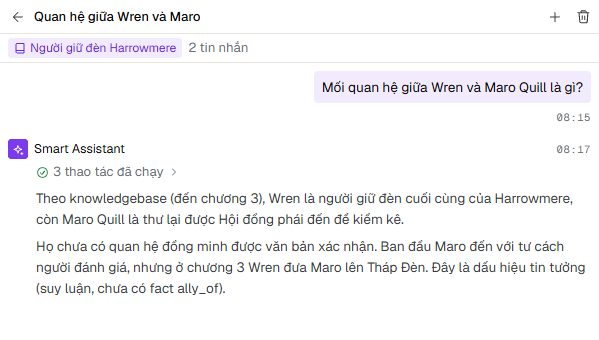 Quan hệ giữa Wren và Maro
Người giữ đèn Harrowmere 2 tin nhắn
Mối quan hệ giữa Wren và Maro Quill là gì?
08:15
Smart Assistant 08:17
3 thao tác đã chạy
Theo knowledgebase (đến chương 3), Wren là người giữ đèn cuối cùng của Harrowmere,
còn Maro Quill là thư lại được Hội đồng phái đến để kiểm kê.
Họ chưa có quan hệ đồng minh được văn bản xác nhận. Ban đầu Maro đến với tư cách
người đánh giá, nhưng ở chương 3 Wren đưa Maro lên Tháp Đèn. Đây là dấu hiệu tin tưởng
(suy luận, chưa có fact ally_of).